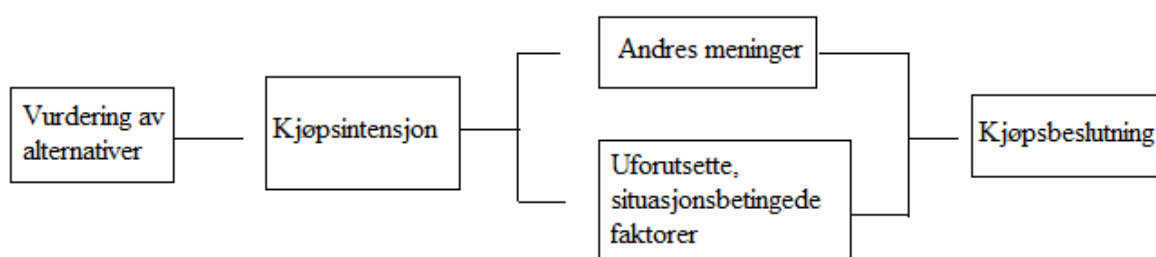 Vurdering av
alternativer
Kjøpsintensjon
Andres meninger
Uforutsette,
situasjonsbetingede
faktorer
Kjøpsbeslutning